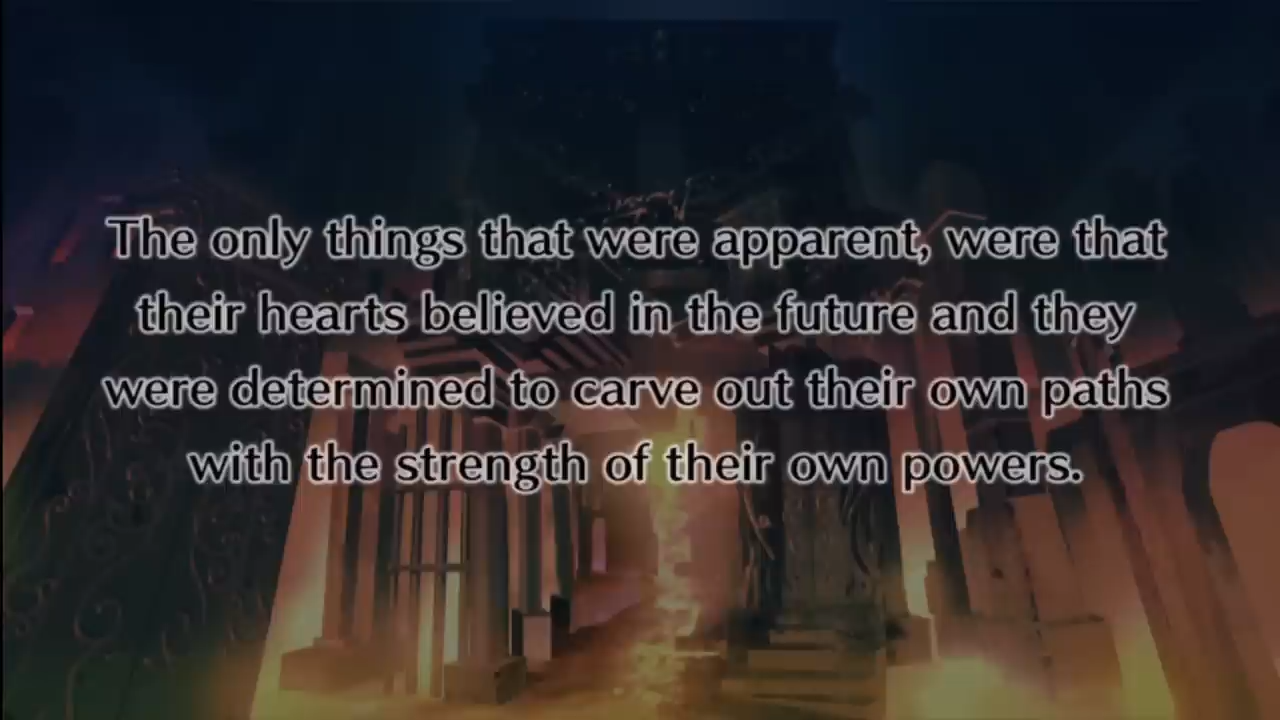 The only things that were apparent, were that
their hearts believed in the future and they
were determined to carve out their own paths
with the strength of their own powers.